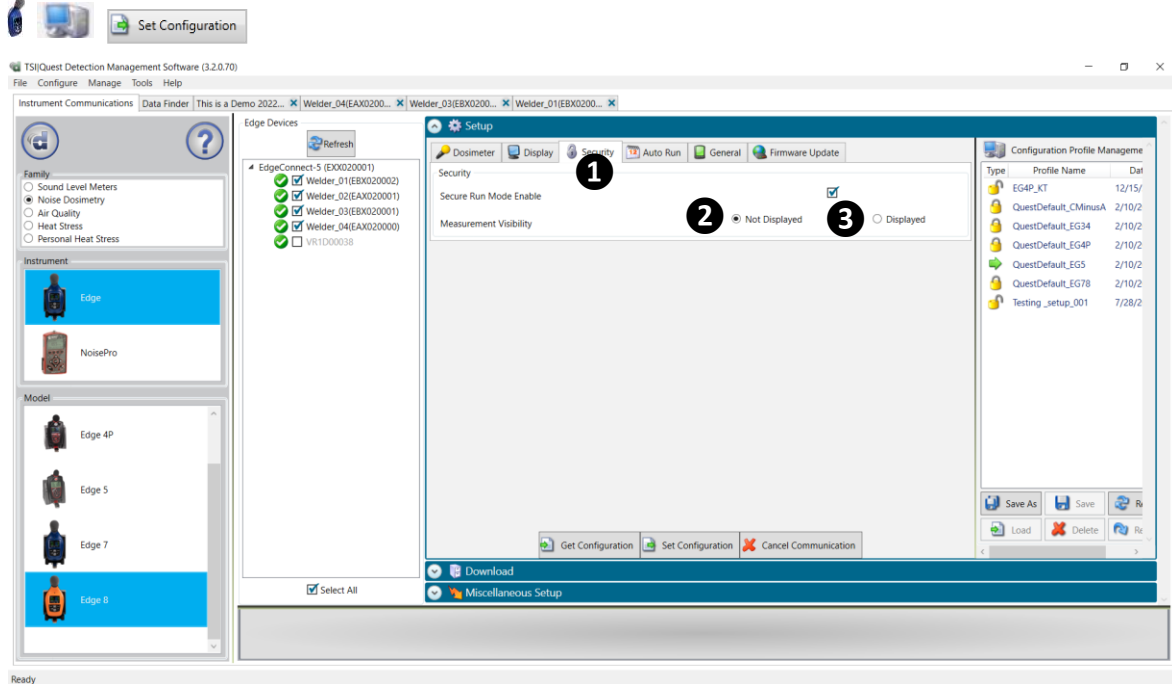 Set Configuration
TSI|Quest Detection Management Software (3.2.0.70)
File Configure Manage Tools Help
Instrument Communications Data Finder This is a Demo 2022... Welder_04(EAX0200... Welder_03(EBX0200... Welder_01(EBX0200...
d ?
Family
Sound Level Meters
Noise Dosimetry
Air Quality
Heat Stress
Personal Heat Stress
Instrument
Edge
NoisePro
Model
Edge 4P
Edge 5
Edge 7
Edge 8
Edge Devices
Refresh
EdgeConnect-5 (EXX020001)
Welder_01(EBX020002)
Welder_02(EAX020001)
Welder_03(EBX020001)
Welder_04(EAX020000)
VR1D00038
Select All
Setup
Dosimeter Display Security Auto Run General Firmware Update
1
Security
Secure Run Mode Enable
Measurement Visibility 2 Not Displayed 3 Displayed
Get Configuration Set Configuration Cancel Communication
Download
Miscellaneous Setup
Configuration Profile Manageme
Type Profile Name Dat
EG4P_KT 12/15/
QuestDefault_CMinusA 2/10/2
QuestDefault_EG34 2/10/2
QuestDefault_EG4P 2/10/2
QuestDefault_EG5 2/10/2
QuestDefault_EG78 2/10/2
Testing _setup_001 7/28/2
Save As Save Re
Load Delete Re
Ready